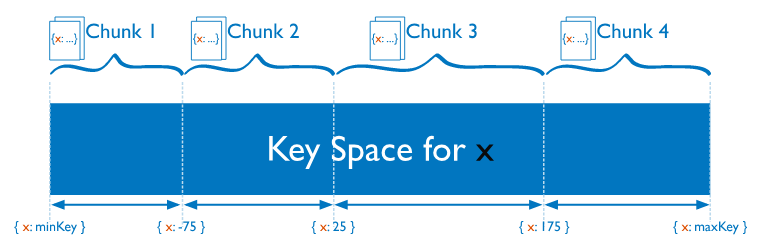 {x: ...} Chunk 1
{x: ...} Chunk 2
{x: ...} Chunk 3
{x: ...} Chunk 4
Key Space for x
{ x: minKey }
{ x: -75 }
{ x: 25 }
{ x: 175 }
{ x: maxKey }